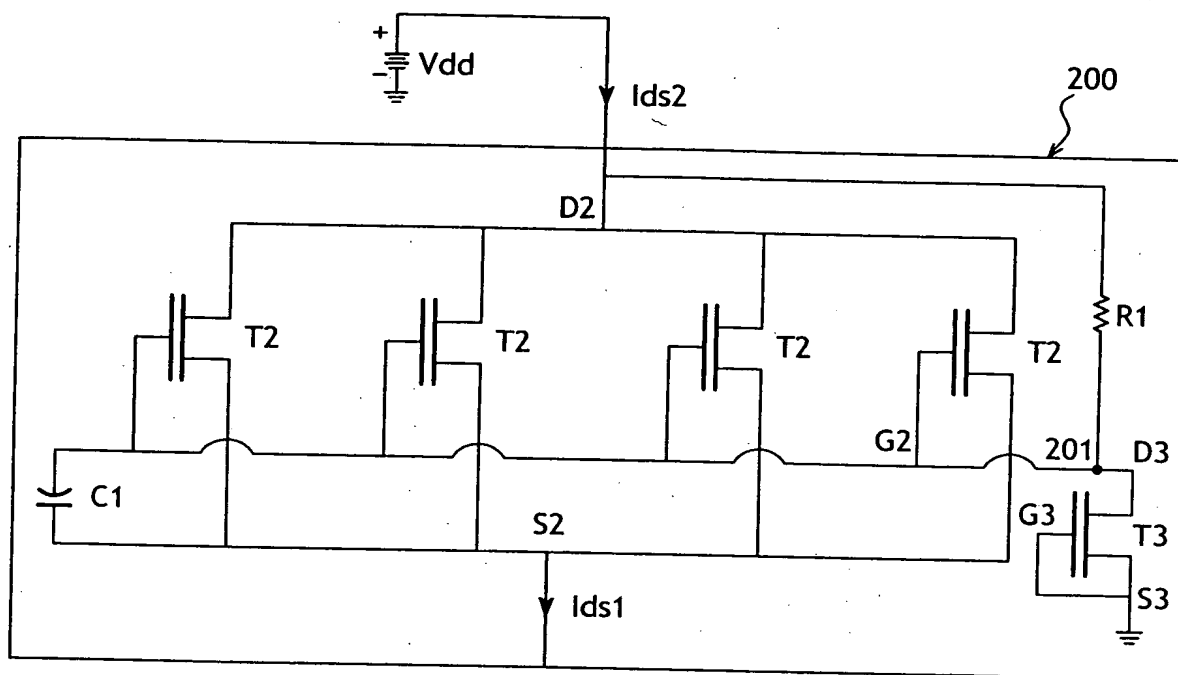 +
Vdd
−
Ids2
200
D2
T2
T2
T2
T2
R1
G2
201
D3
C1
S2
G3
T3
S3
Ids1